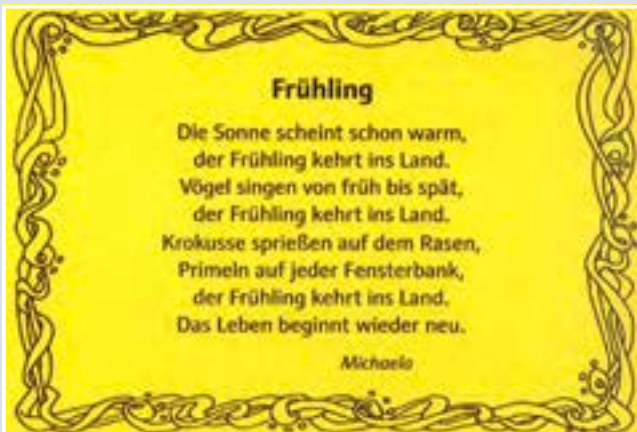 Frühling
Die Sonne scheint schon warm,
der Frühling kehrt ins Land.
Vögel singen von früh bis spät,
der Frühling kehrt ins Land.
Krokusse sprießen auf dem Rasen,
Primeln auf jeder Fensterbank,
der Frühling kehrt ins Land.
Das Leben beginnt wieder neu.
Michaela